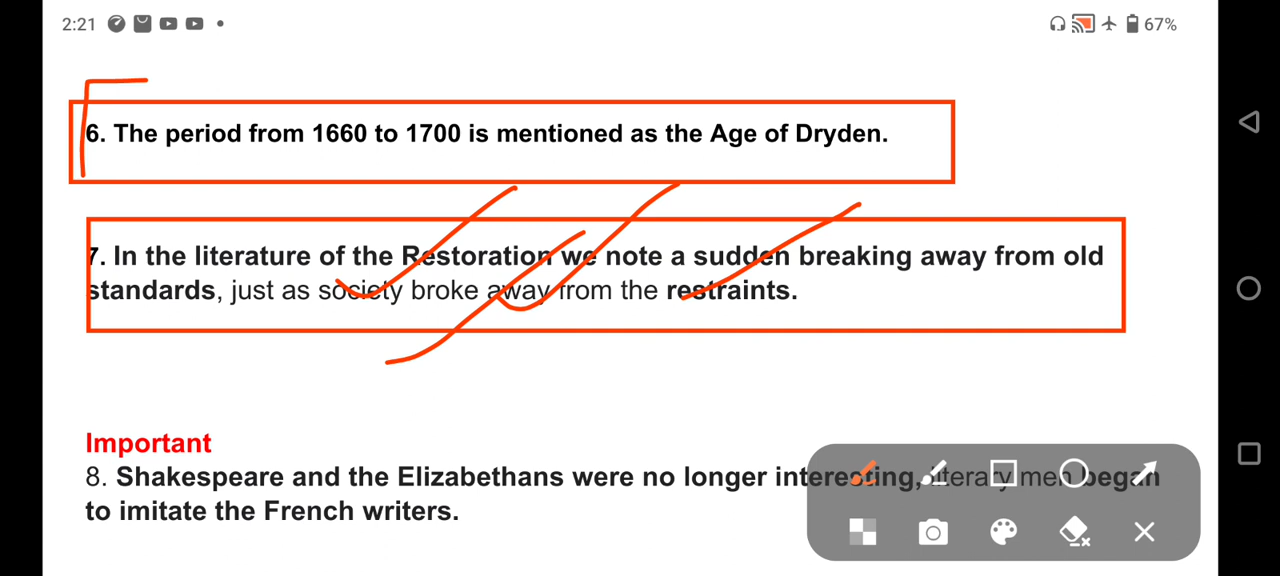 2:21
67%
6. The period from 1660 to 1700 is mentioned as the Age of Dryden.
7. In the literature of the Restoration we note a sudden breaking away from old
standards, just as society broke away from the restraints.
Important
8. Shakespeare and the Elizabethans were no longer interesting, literary men began
to imitate the French writers.